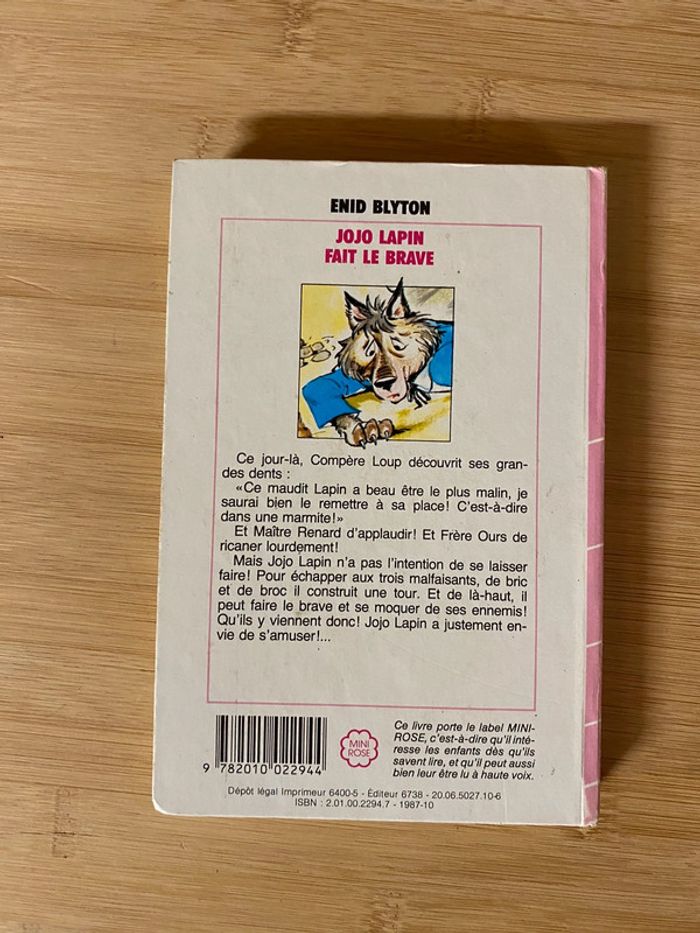 ENID BLYTON
JOJO LAPIN
FAIT LE BRAVE
Ce jour-là, Compère Loup découvrit ses gran-
des dents :
«Ce maudit Lapin a beau être le plus malin, je
saurai bien le remettre à sa place! C'est-à-dire
dans une marmite!»
Et Maître Renard d'applaudir! Et Frère Ours de
ricaner lourdement!
Mais Jojo Lapin n'a pas l'intention de se laisser
faire! Pour échapper aux trois malfaisants, de bric
et de broc il construit une tour. Et de là-haut, il
peut faire le brave et se moquer de ses ennemis!
Qu'ils y viennent donc! Jojo Lapin a justement en-
vie de s'amuser!...
9 782010 022944
MINI
ROSE
Ce livre porte le label MINI-
ROSE, c'est-à-dire qu'il inté-
resse les enfants dès qu'ils
savent lire, et qu'il peut aussi
bien leur être lu à haute voix.
Dépôt légal Imprimeur 6400-5 - Éditeur 6738 - 20.06.5027.10-6
ISBN : 2.01.00.2294.7 - 1987-10